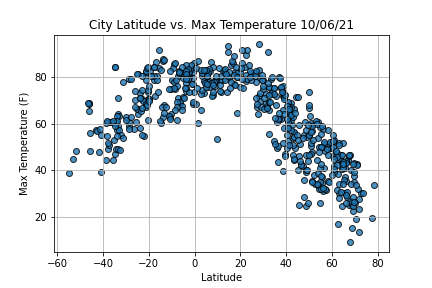 City Latitude vs. Max Temperature 10/06/21
Max Temperature (F)
80
60
40
20
−60 −40 −20 0 20 40 60 80
Latitude